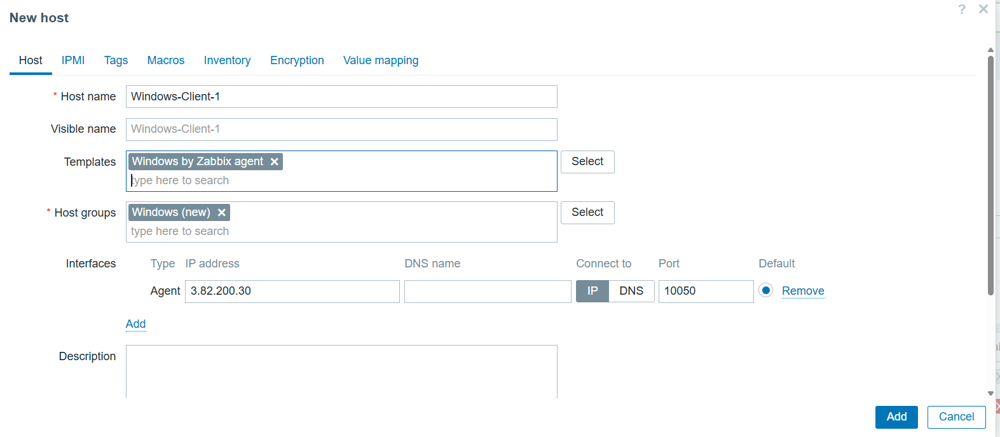 New host
? ×
Host IPMI Tags Macros Inventory Encryption Value mapping
* Host name Windows-Client-1
Visible name Windows-Client-1
Templates Windows by Zabbix agent × Select
type here to search
* Host groups Windows (new) × Select
type here to search
Interfaces Type IP address DNS name Connect to Port Default
Agent 3.82.200.30 IP DNS 10050 Remove
Add
Description
Add Cancel